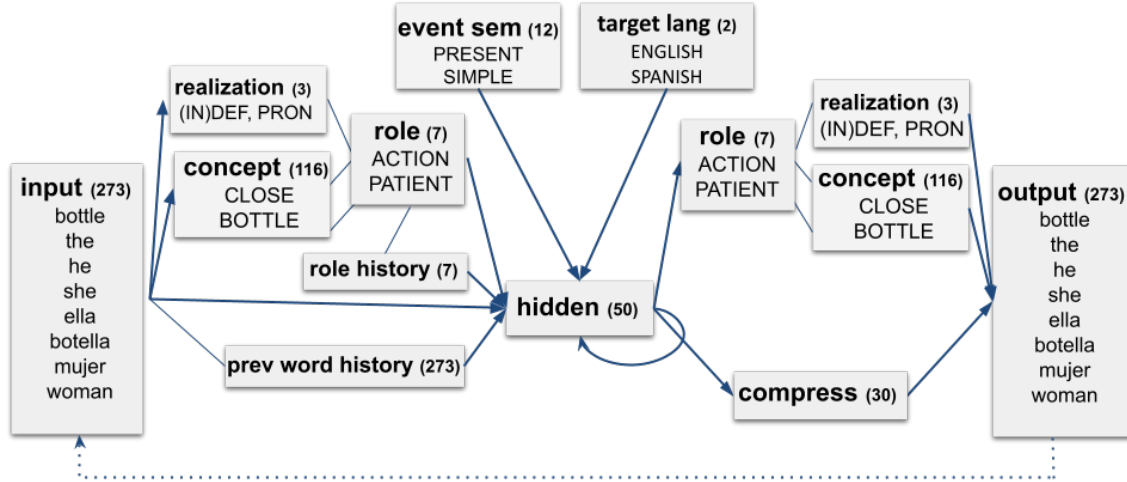 event sem (12)
PRESENT
SIMPLE
target lang (2)
ENGLISH
SPANISH
input (273)
bottle
the
he
she
ella
botella
mujer
woman
realization (3)
(IN)DEF, PRON
concept (116)
CLOSE
BOTTLE
role (7)
ACTION
PATIENT
role history (7)
prev word history (273)
hidden (50)
role (7)
ACTION
PATIENT
realization (3)
(IN)DEF, PRON
concept (116)
CLOSE
BOTTLE
compress (30)
output (273)
bottle
the
he
she
ella
botella
mujer
woman